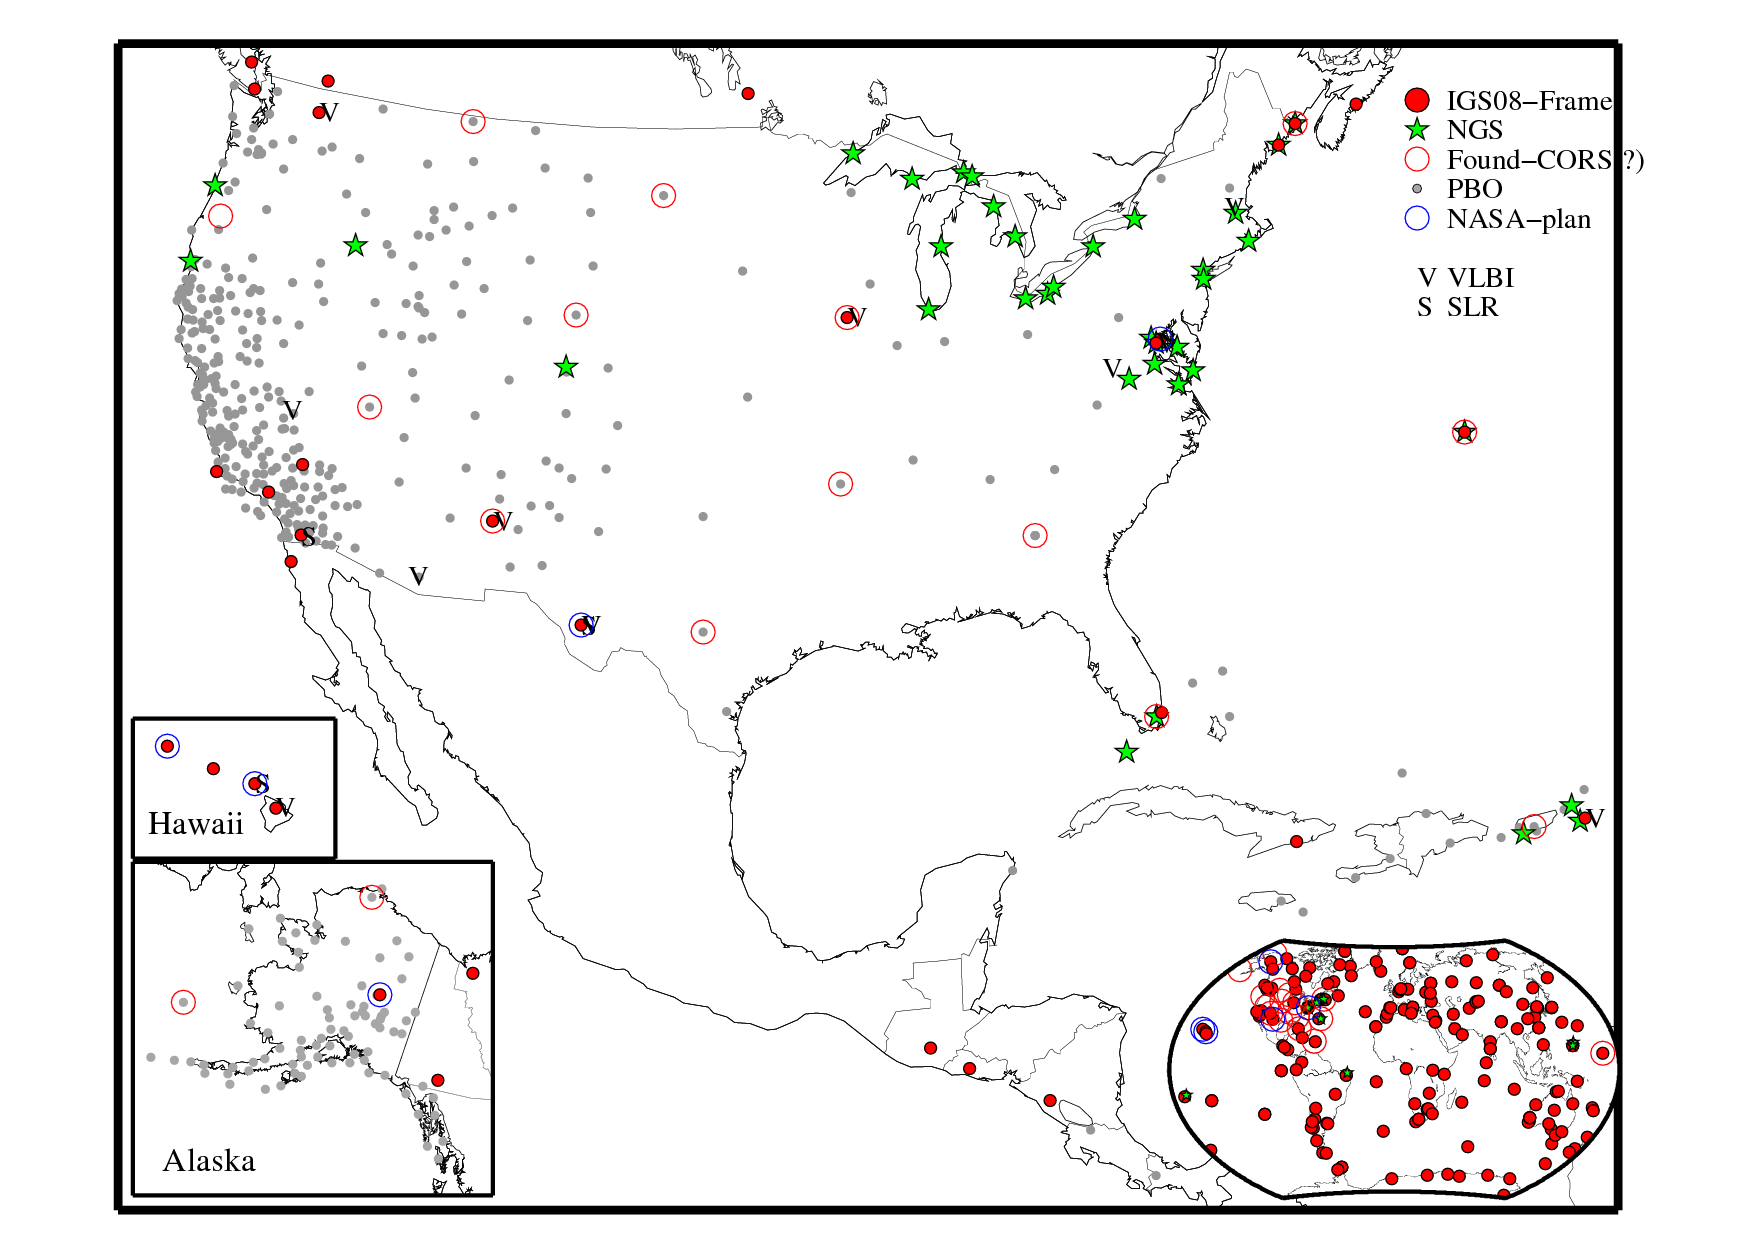 IGS08–Frame
NGS
Found–CORS(?)
PBO
NASA–plan
V VLBI
S SLR
V
V
V
V
V
V
S
V
V
V
S
V
Hawaii
Alaska